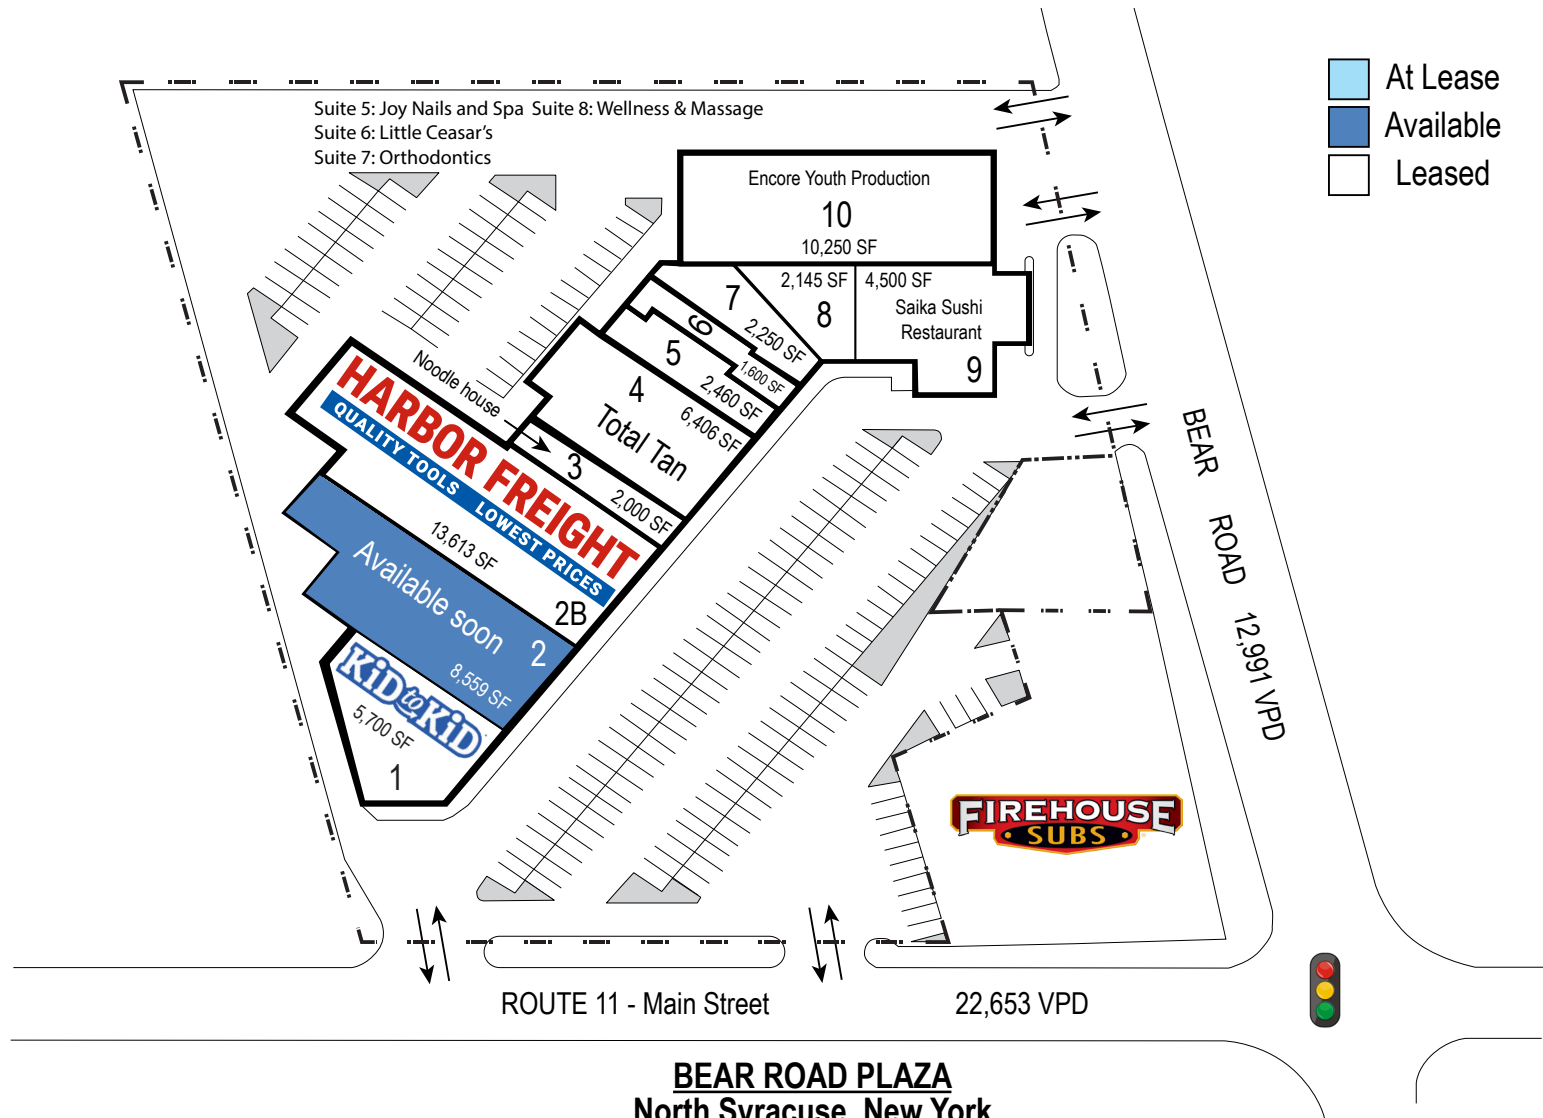 At Lease
Available
Leased
Suite 5: Joy Nails and Spa Suite 8: Wellness & Massage
Suite 6: Little Ceasar's
Suite 7: Orthodontics
Encore Youth Production
10
10,250 SF
7
2,250 SF
2,145 SF
8
4,500 SF
Saika Sushi
Restaurant
9
6
1,600 SF
5
2,460 SF
4
6,406 SF
Total Tan
Noodle house
3
2,000 SF
HARBOR FREIGHT
QUALITY TOOLS LOWEST PRICES
13,613 SF
2B
Available soon
2
8,559 SF
KiD to KiD
5,700 SF
1
BEAR ROAD 12,991 VPD
FIREHOUSE
SUBS
ROUTE 11 - Main Street
22,653 VPD
BEAR ROAD PLAZA
North Syracuse, New York